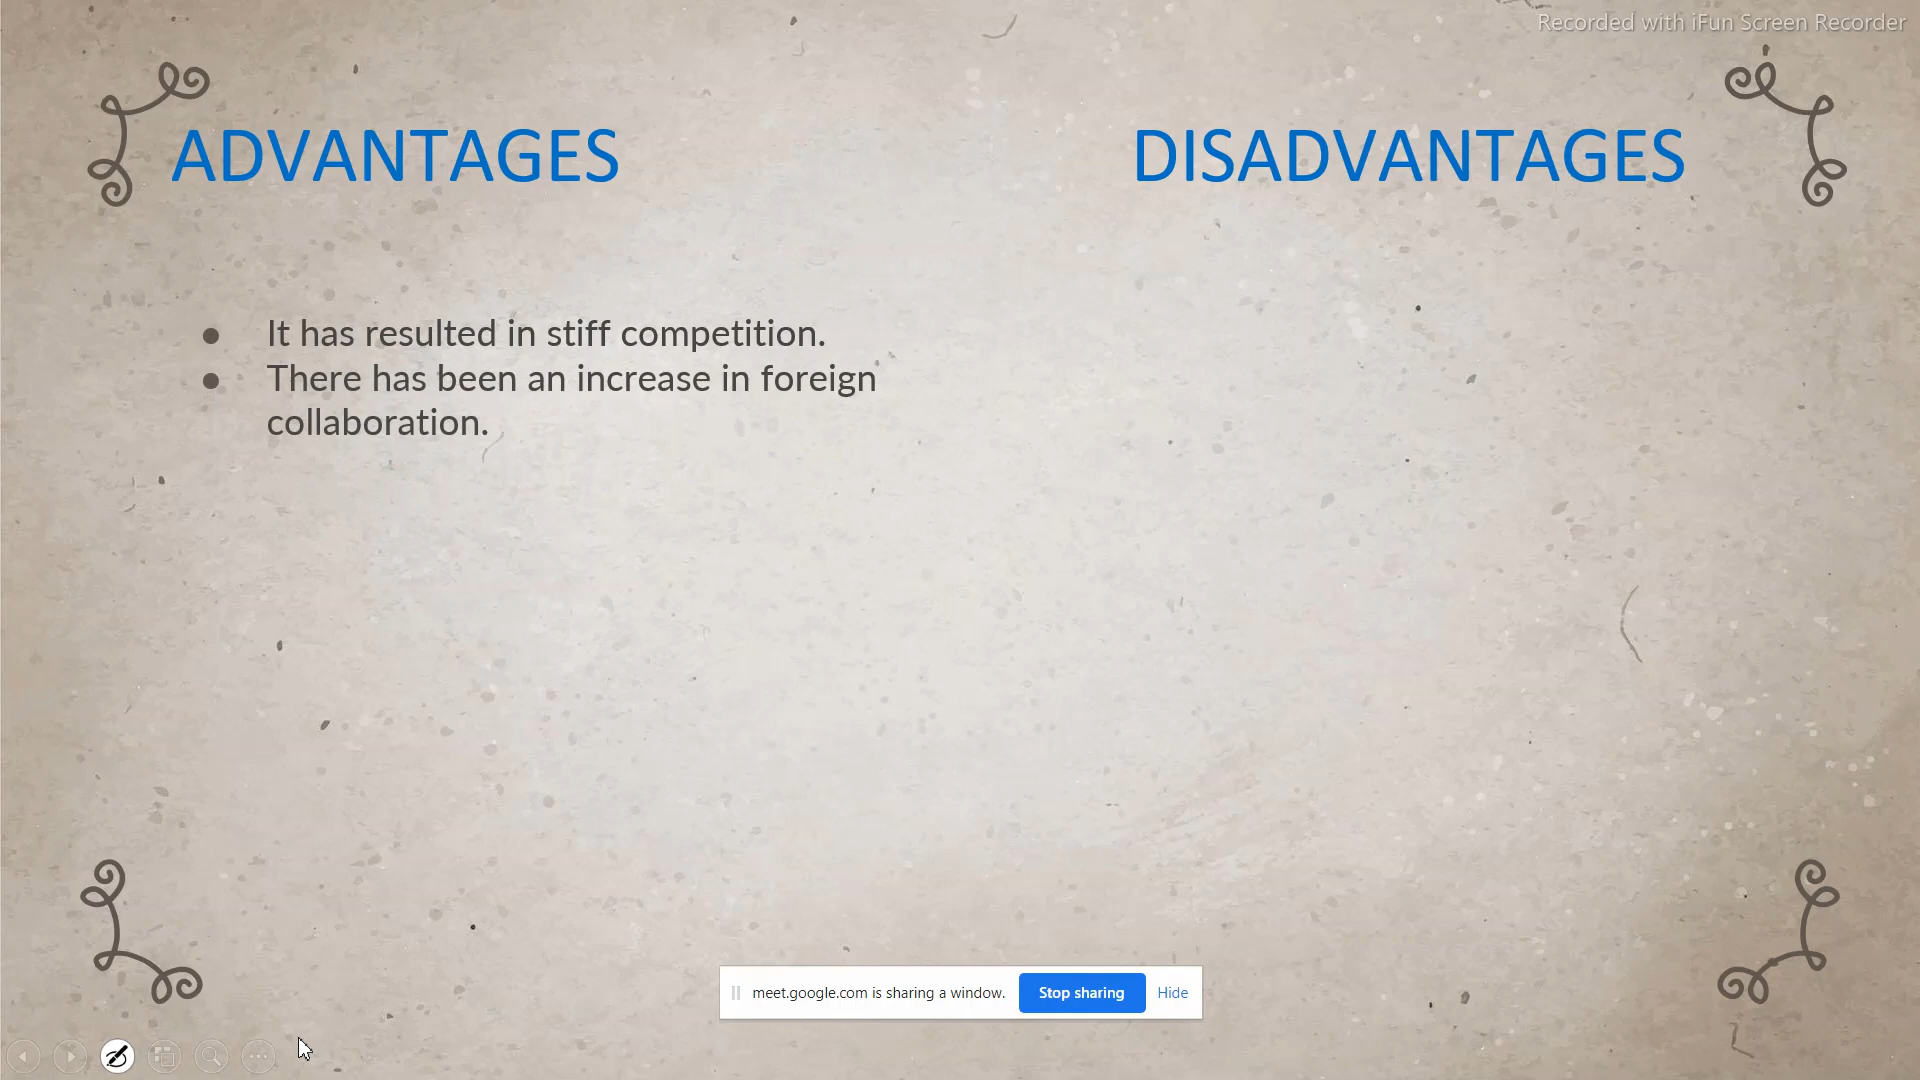 Recorded with iFun Screen Recorder
ADVANTAGES
DISADVANTAGES
● It has resulted in stiff competition.
● There has been an increase in foreign
collaboration.
meet.google.com is sharing a window.
Stop sharing
Hide